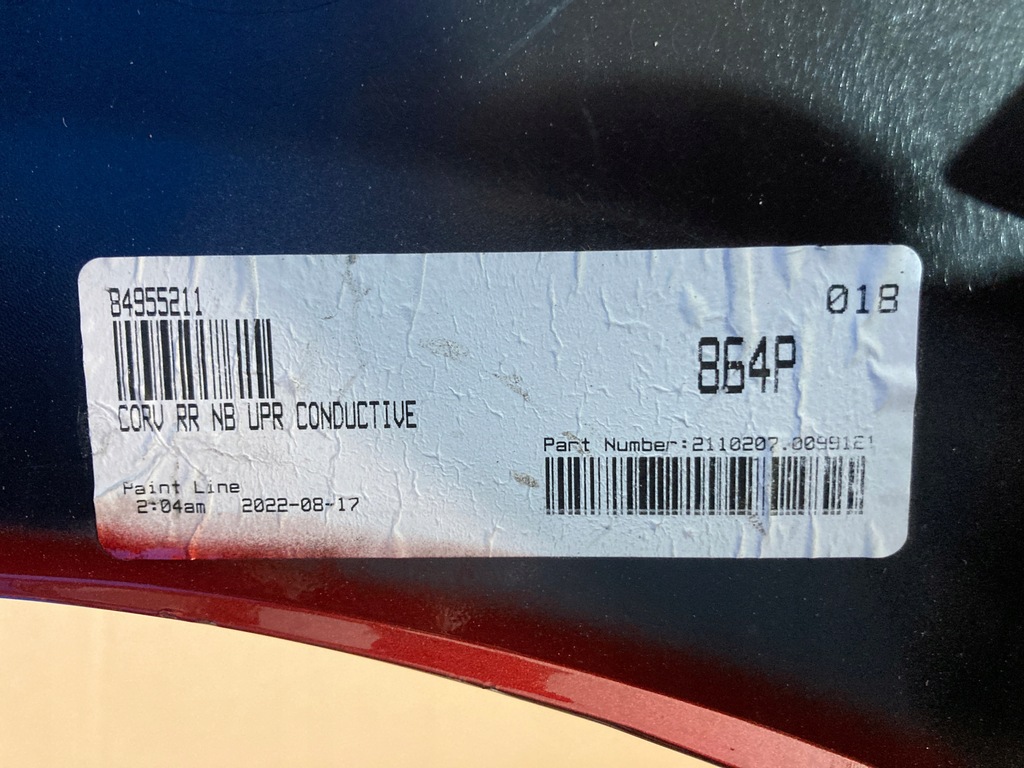 84955211
018
864P
CORV RR NB UPR CONDUCTIVE
Part Number:2110207.0099121
Paint Line
2:04am 2022-08-17